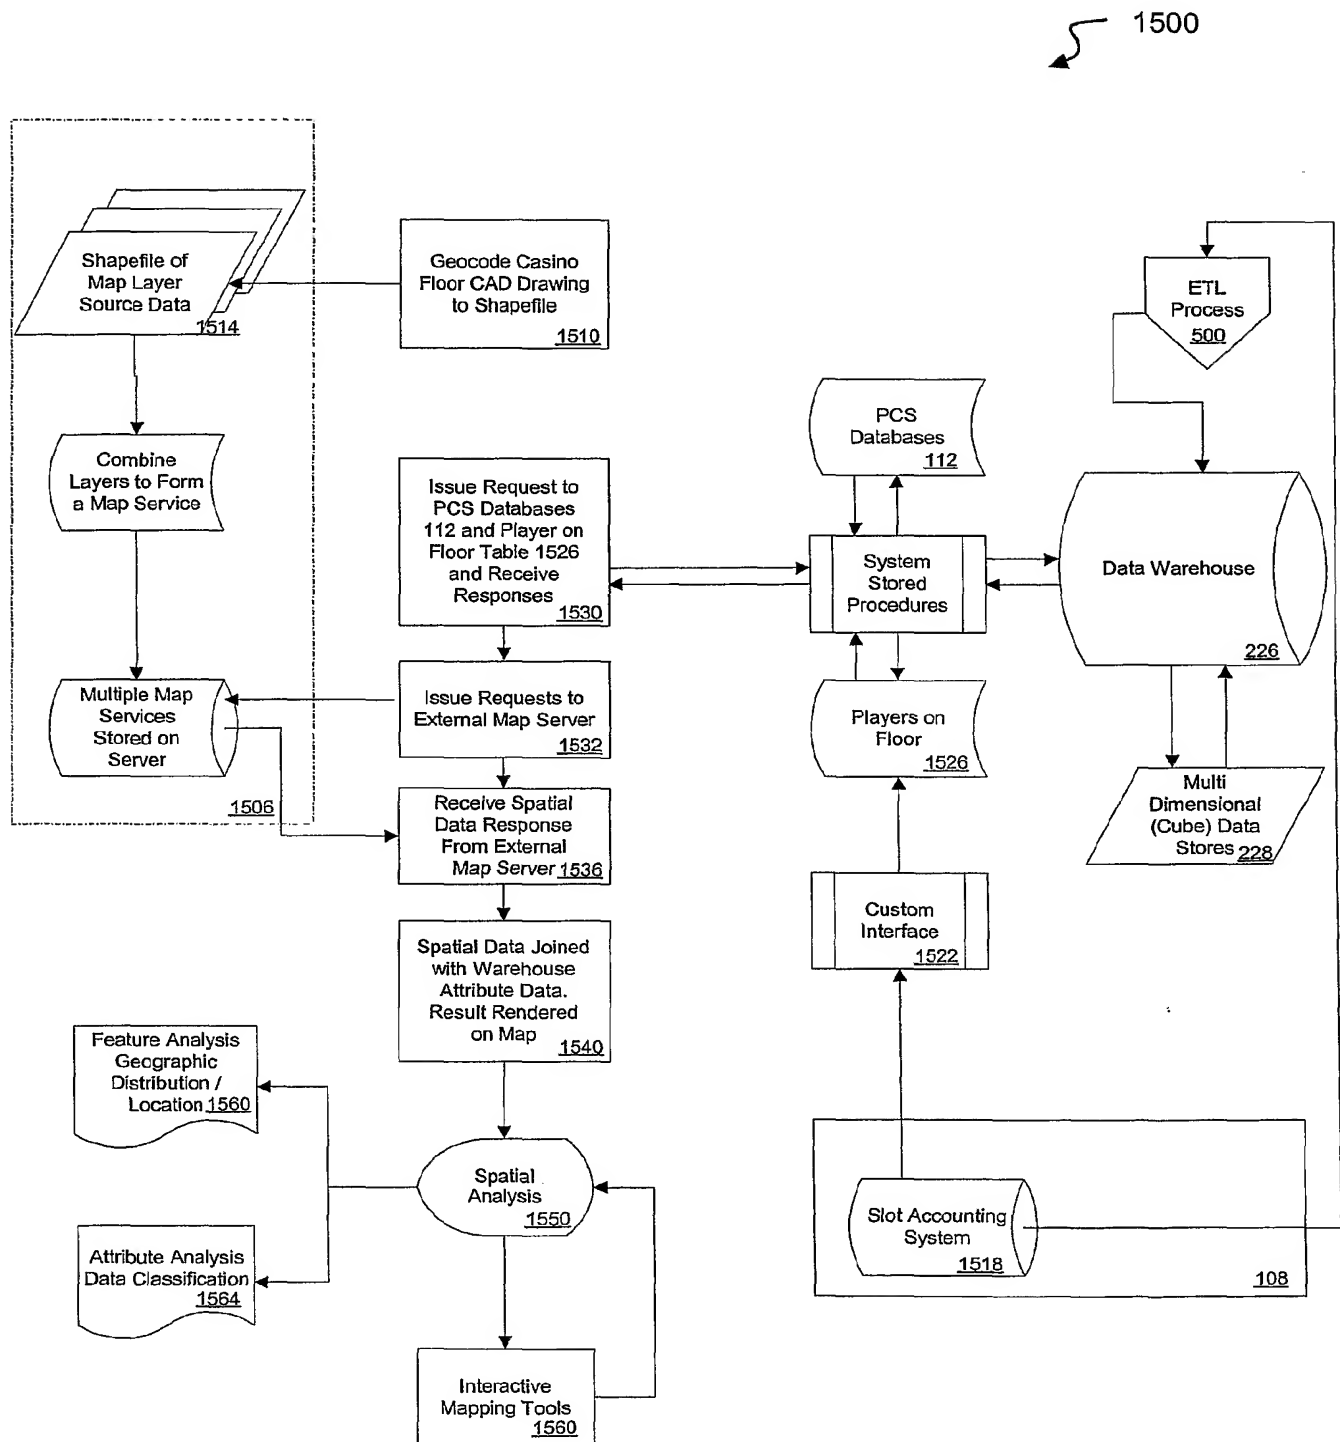 1500
Shapefile of
Map Layer
Source Data
1514
Geocode Casino
Floor CAD Drawing
to Shapefile
1510
ETL
Process
500
PCS
Databases
112
Combine
Layers to Form
a Map Service
Issue Request to
PCS Databases
112 and Player on
Floor Table 1526
and Receive
Responses
1530
System
Stored
Procedures
Data Warehouse
226
Multiple Map
Services
Stored on
Server
1506
Issue Requests to
External Map Server
1532
Players on
Floor
1526
Receive Spatial
Data Response
From External
Map Server 1536
Multi
Dimensional
(Cube) Data
Stores 228
Custom
Interface
1522
Spatial Data Joined
with Warehouse
Attribute Data.
Result Rendered
on Map
1540
Feature Analysis
Geographic
Distribution /
Location 1560
Spatial
Analysis
1550
Slot Accounting
System
1518
108
Attribute Analysis
Data Classification
1564
Interactive
Mapping Tools
1560